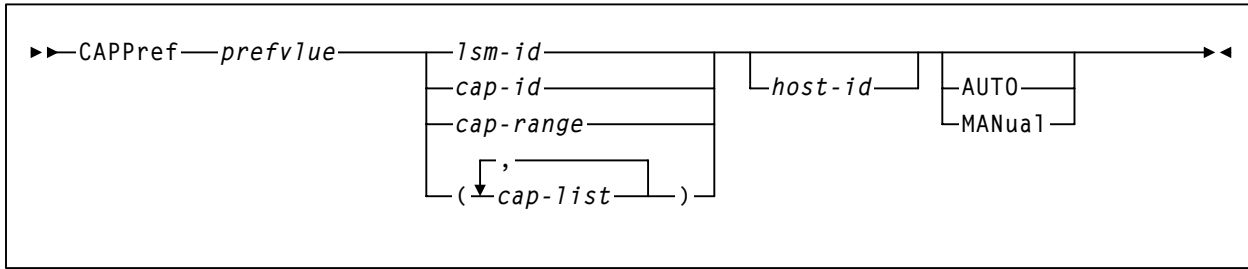 CAPPref prefvlue lsm-id
host-id AUTO
cap-id
MANual
cap-range
,
( cap-list )